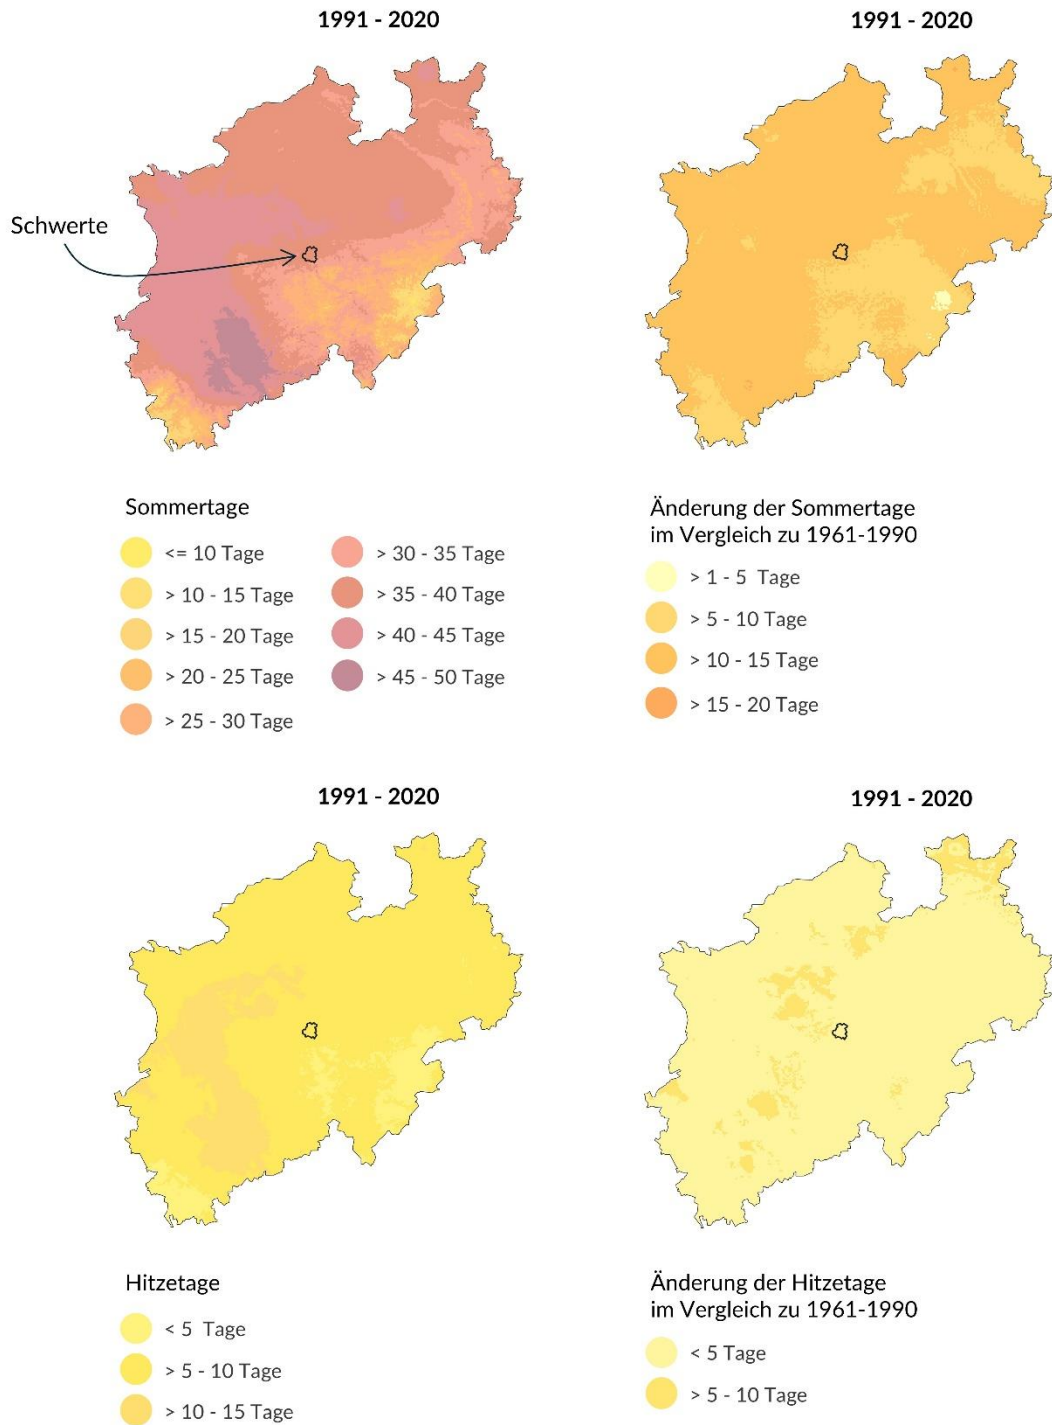 1991 - 2020
1991 - 2020
Schwerte
Sommertage
<= 10 Tage
> 10 - 15 Tage
> 15 - 20 Tage
> 20 - 25 Tage
> 25 - 30 Tage
> 30 - 35 Tage
> 35 - 40 Tage
> 40 - 45 Tage
> 45 - 50 Tage
Änderung der Sommertage
im Vergleich zu 1961-1990
> 1 - 5 Tage
> 5 - 10 Tage
> 10 - 15 Tage
> 15 - 20 Tage
1991 - 2020
1991 - 2020
Hitzetage
< 5 Tage
> 5 - 10 Tage
> 10 - 15 Tage
Änderung der Hitzetage
im Vergleich zu 1961-1990
< 5 Tage
> 5 - 10 Tage